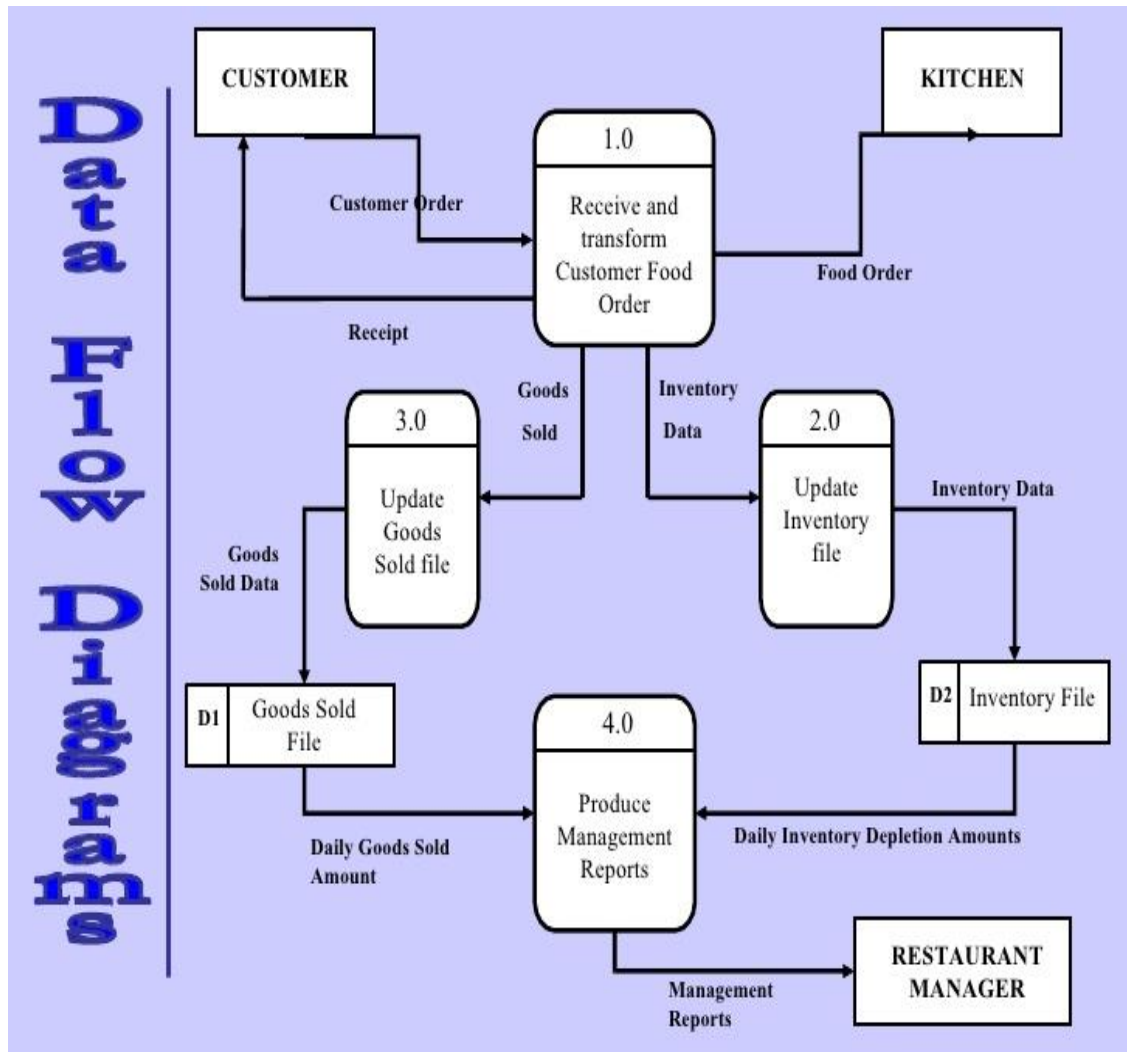 Data Flow Diagrams
CUSTOMER
KITCHEN
1.0
Receive and
transform
Customer Food
Order
Customer Order
Food Order
Receipt
Goods
Sold
Inventory
Data
3.0
Update
Goods
Sold file
2.0
Update
Inventory
file
Inventory Data
Goods
Sold Data
D1
Goods Sold
File
4.0
Produce
Management
Reports
D2
Inventory File
Daily Goods Sold
Amount
Daily Inventory Depletion Amounts
RESTAURANT
MANAGER
Management
Reports